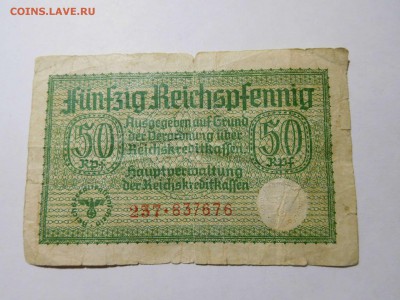 COINS.LAVE.RU
Fünfzig Reichspfennig
50 Rpf.
Ausgegeben auf Grund
der Verordnung über
Reichskreditkassen
50 Rpf.
Hauptverwaltung
der Reichskreditkassen
237·837676